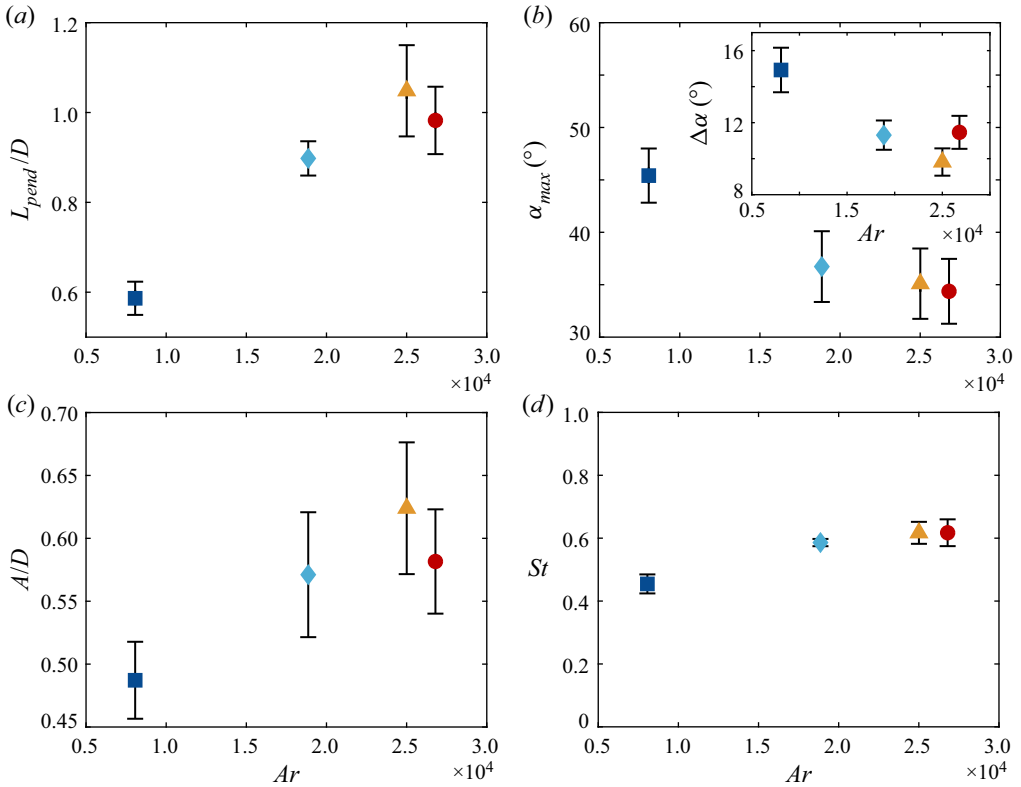 (a)
1.2
1.0
0.8
0.6
L_pend/D
0.5 1.0 1.5 2.0 2.5 3.0
×10^4
(b)
60
50
40
30
α_max (°)
16
12
8
Δα (°)
0.5 1.5 2.5
Ar
×10^4
0.5 1.0 1.5 2.0 2.5 3.0
×10^4
(c)
0.70
0.65
0.60
0.55
0.50
0.45
A/D
0.5 1.0 1.5 2.0 2.5 3.0
Ar
×10^4
(d)
1.0
0.8
0.6
0.4
0.2
0
St
0.5 1.0 1.5 2.0 2.5 3.0
Ar
×10^4